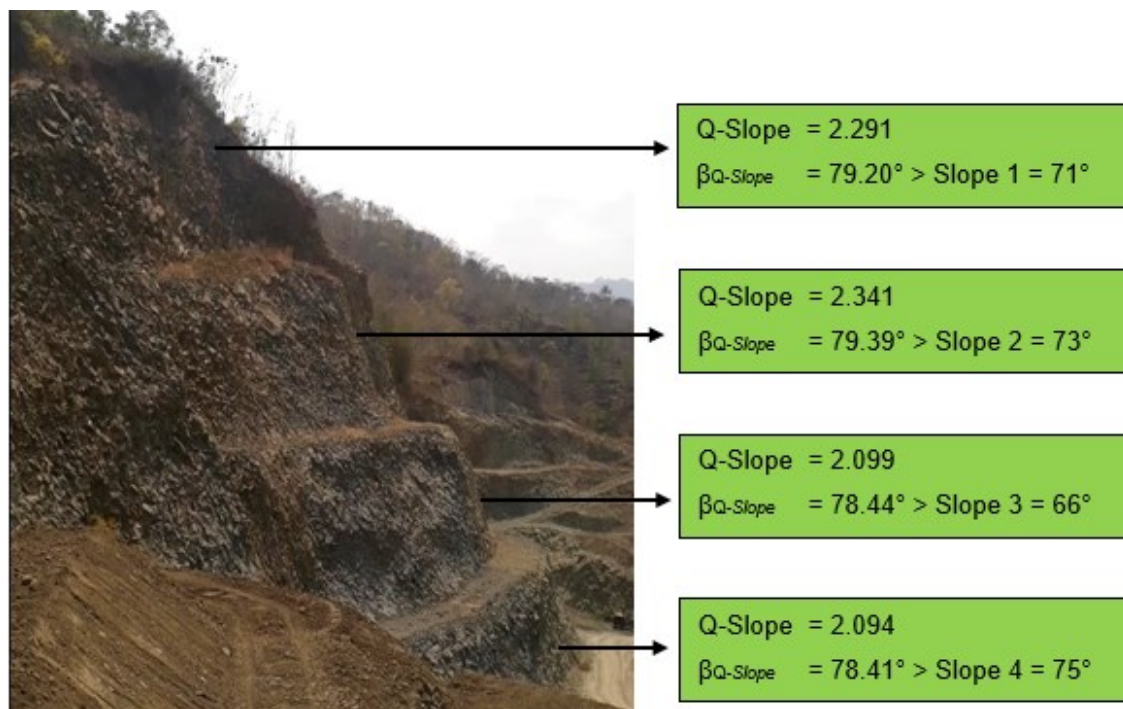 Q-Slope = 2.291
βQ-Slope = 79.20° > Slope 1 = 71°
Q-Slope = 2.341
βQ-Slope = 79.39° > Slope 2 = 73°
Q-Slope = 2.099
βQ-Slope = 78.44° > Slope 3 = 66°
Q-Slope = 2.094
βQ-Slope = 78.41° > Slope 4 = 75°